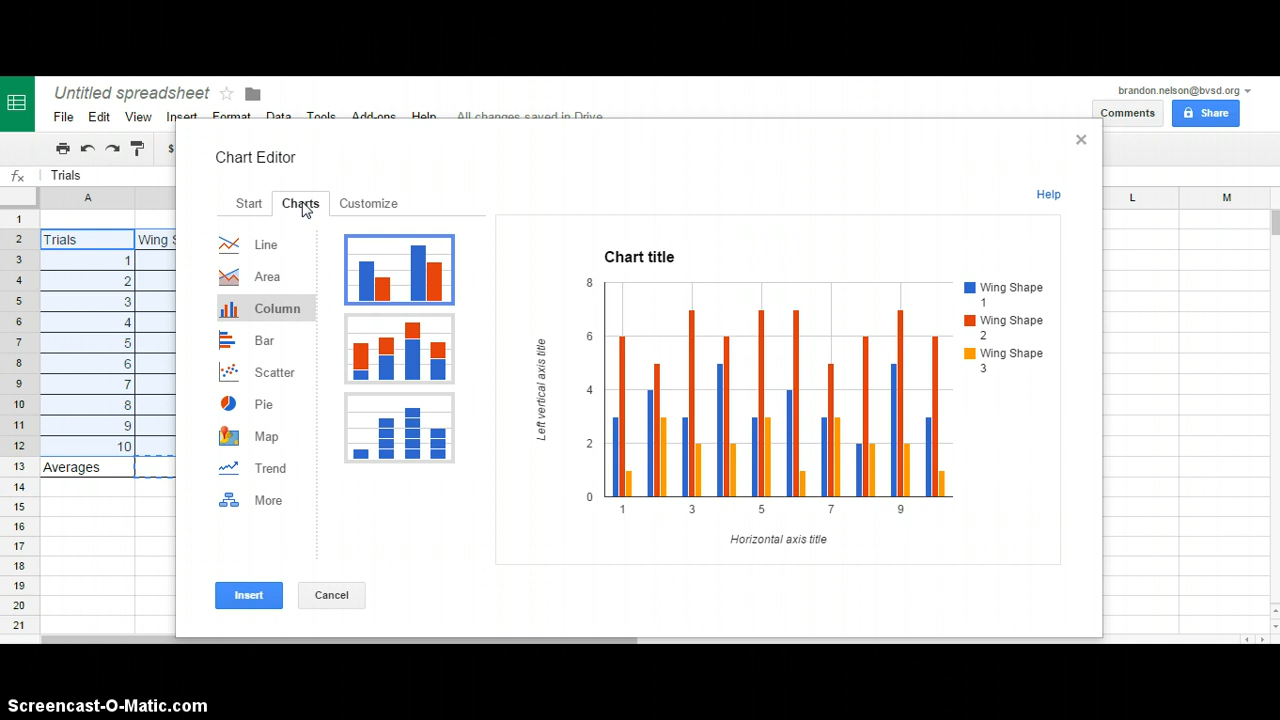 Untitled spreadsheet
brandon.nelson@bvsd.org
File Edit View Insert Format Data Tools Add-ons Help All changes saved in Drive
Comments
Share
$
Chart Editor
fx Trials
Start Charts Customize
Help
A L M
1
2 Trials Wing S
3 1
4 2
5 3
6 4
7 5
8 6
9 7
10 8
11 9
12 10
13 Averages
14
15
16
17
18
19
20
21
Line
Area
Column
Bar
Scatter
Pie
Map
Trend
More
Chart title
8
6
4
2
0
Left vertical axis title
1 3 5 7 9
Horizontal axis title
Wing Shape
1
Wing Shape
2
Wing Shape
3
Insert Cancel
Screencast-O-Matic.com